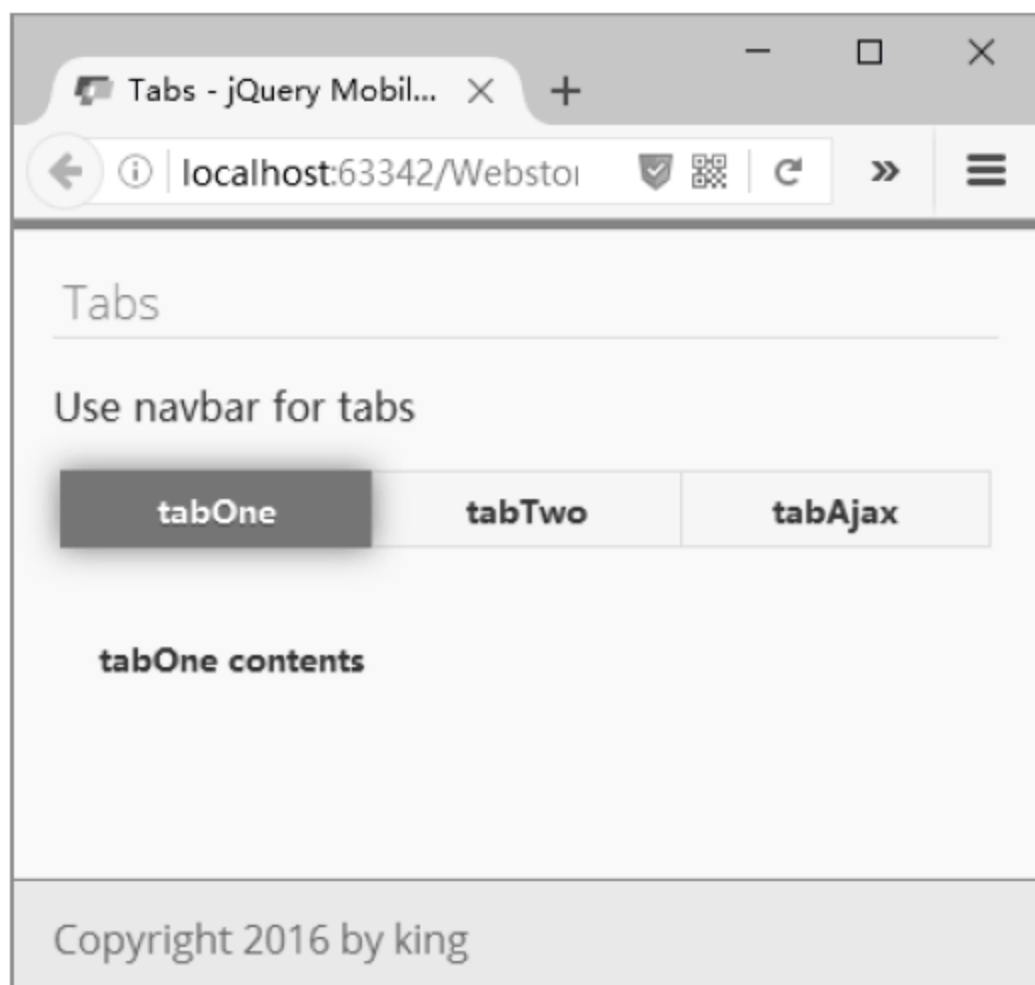 Tabs - jQuery Mobil...
localhost:63342/Webstor
Tabs
Use navbar for tabs
tabOne tabTwo tabAjax
tabOne contents
Copyright 2016 by king